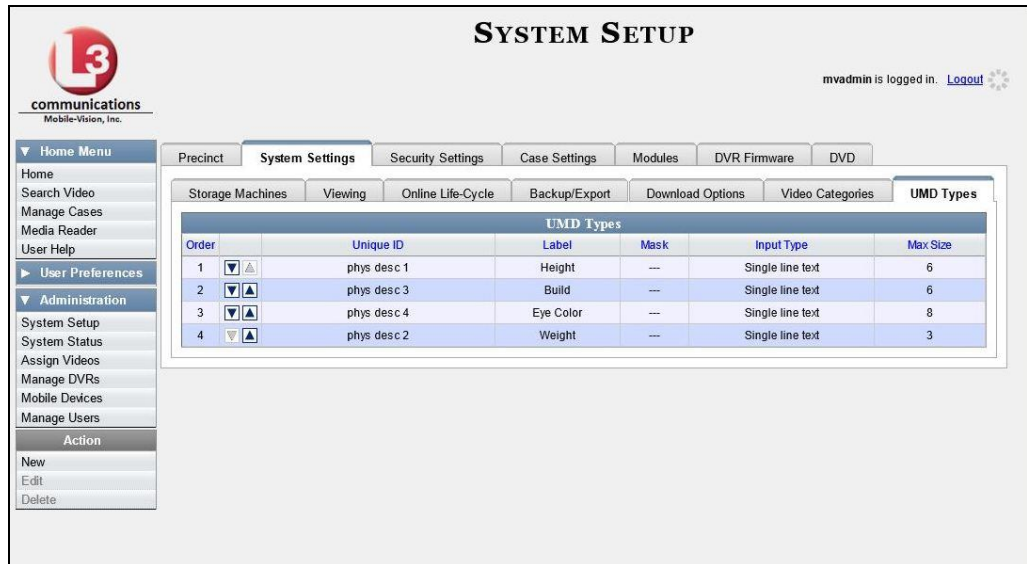 SYSTEM SETUP
L3
communications
Mobile-Vision, Inc.
mvadmin is logged in. Logout
▼ Home Menu
Home
Search Video
Manage Cases
Media Reader
User Help
▶ User Preferences
▼ Administration
System Setup
System Status
Assign Videos
Manage DVRs
Mobile Devices
Manage Users
Action
New
Edit
Delete
Precinct System Settings Security Settings Case Settings Modules DVR Firmware DVD
Storage Machines Viewing Online Life-Cycle Backup/Export Download Options Video Categories UMD Types
UMD Types
Order Unique ID Label Mask Input Type Max Size
1 phys desc 1 Height --- Single line text 6
2 phys desc 3 Build --- Single line text 6
3 phys desc 4 Eye Color --- Single line text 8
4 phys desc 2 Weight --- Single line text 3